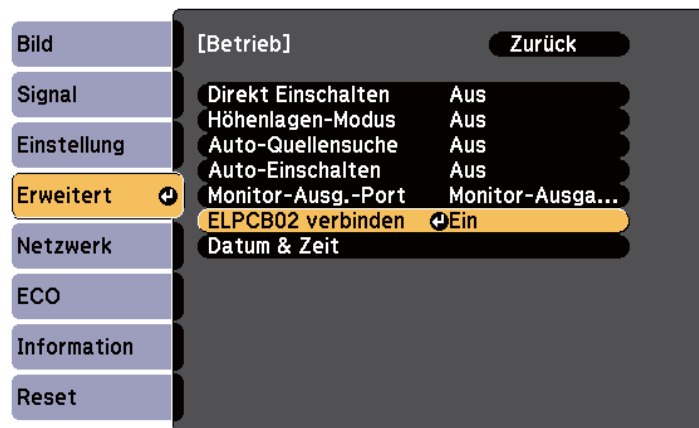 Bild
Signal
Einstellung
Erweitert
Netzwerk
ECO
Information
Reset
[Betrieb] Zurück
Direkt Einschalten Aus
Höhenlagen-Modus Aus
Auto-Quellensuche Aus
Auto-Einschalten Aus
Monitor-Ausg.-Port Monitor-Ausga...
ELPCB02 verbinden Ein
Datum & Zeit